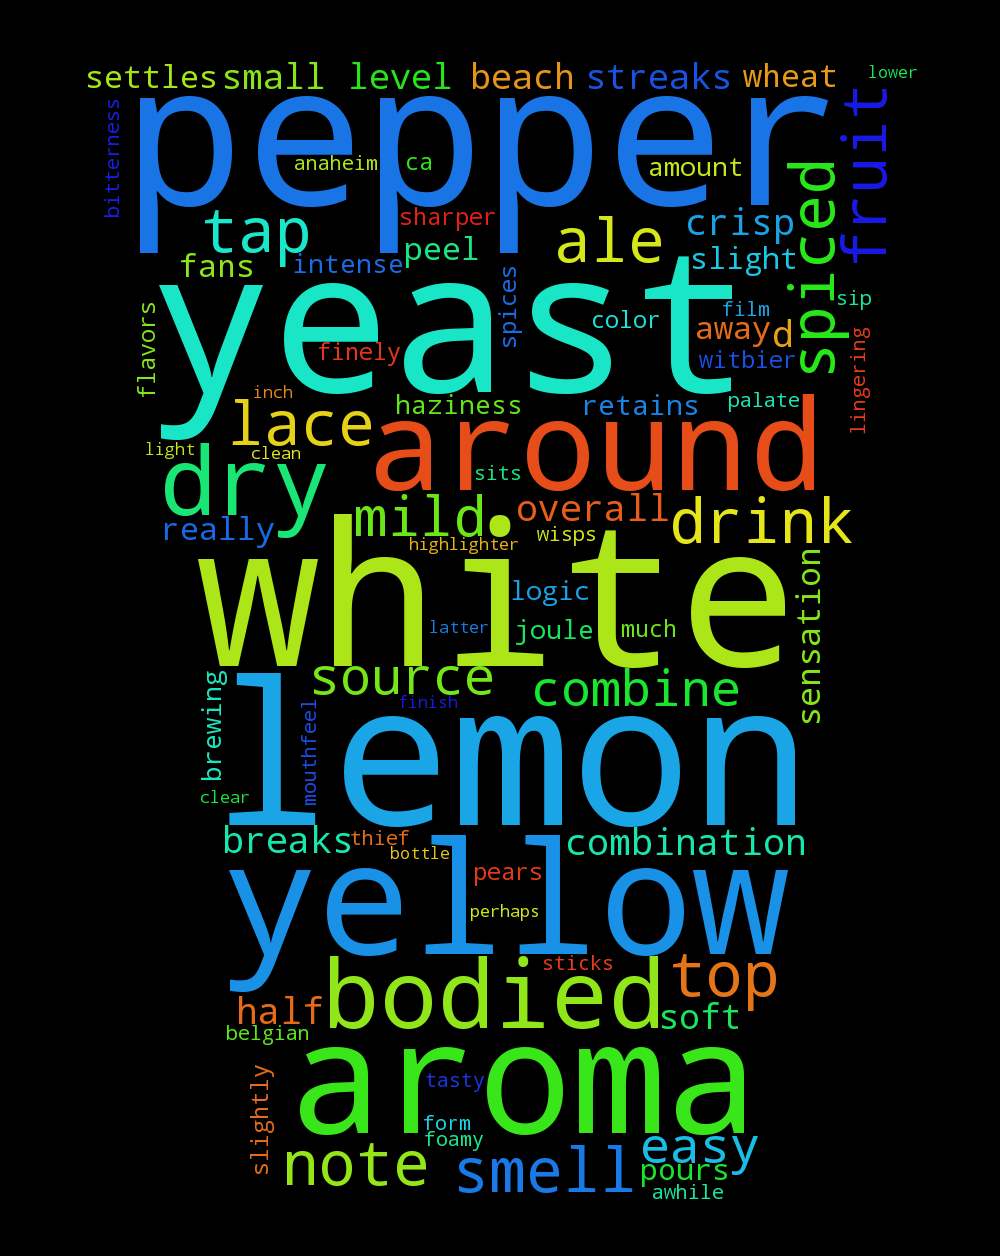 settles small level beach streaks wheat lower
pepper
bitterness
anaheim ca amount
fruit
spiced
tap sharper ale crisp
peel slight
fans intense
yeast
spices
sip
film
color away d
flavors
finely witbier
lingering
inch
lace haziness retains palate
around
light clean
dry sits
mild overall drink
really wisps
highlighter
white
sensation
logic
latter joule much
source combine
brewing
finish
mouthfeel
lemon
clear
breaks thief combination
bottle
yellow
pears
perhaps
sticks
bodied top
half soft
belgian
aroma
slightly
tasty
form
foamy easy
note smell pours
awhile